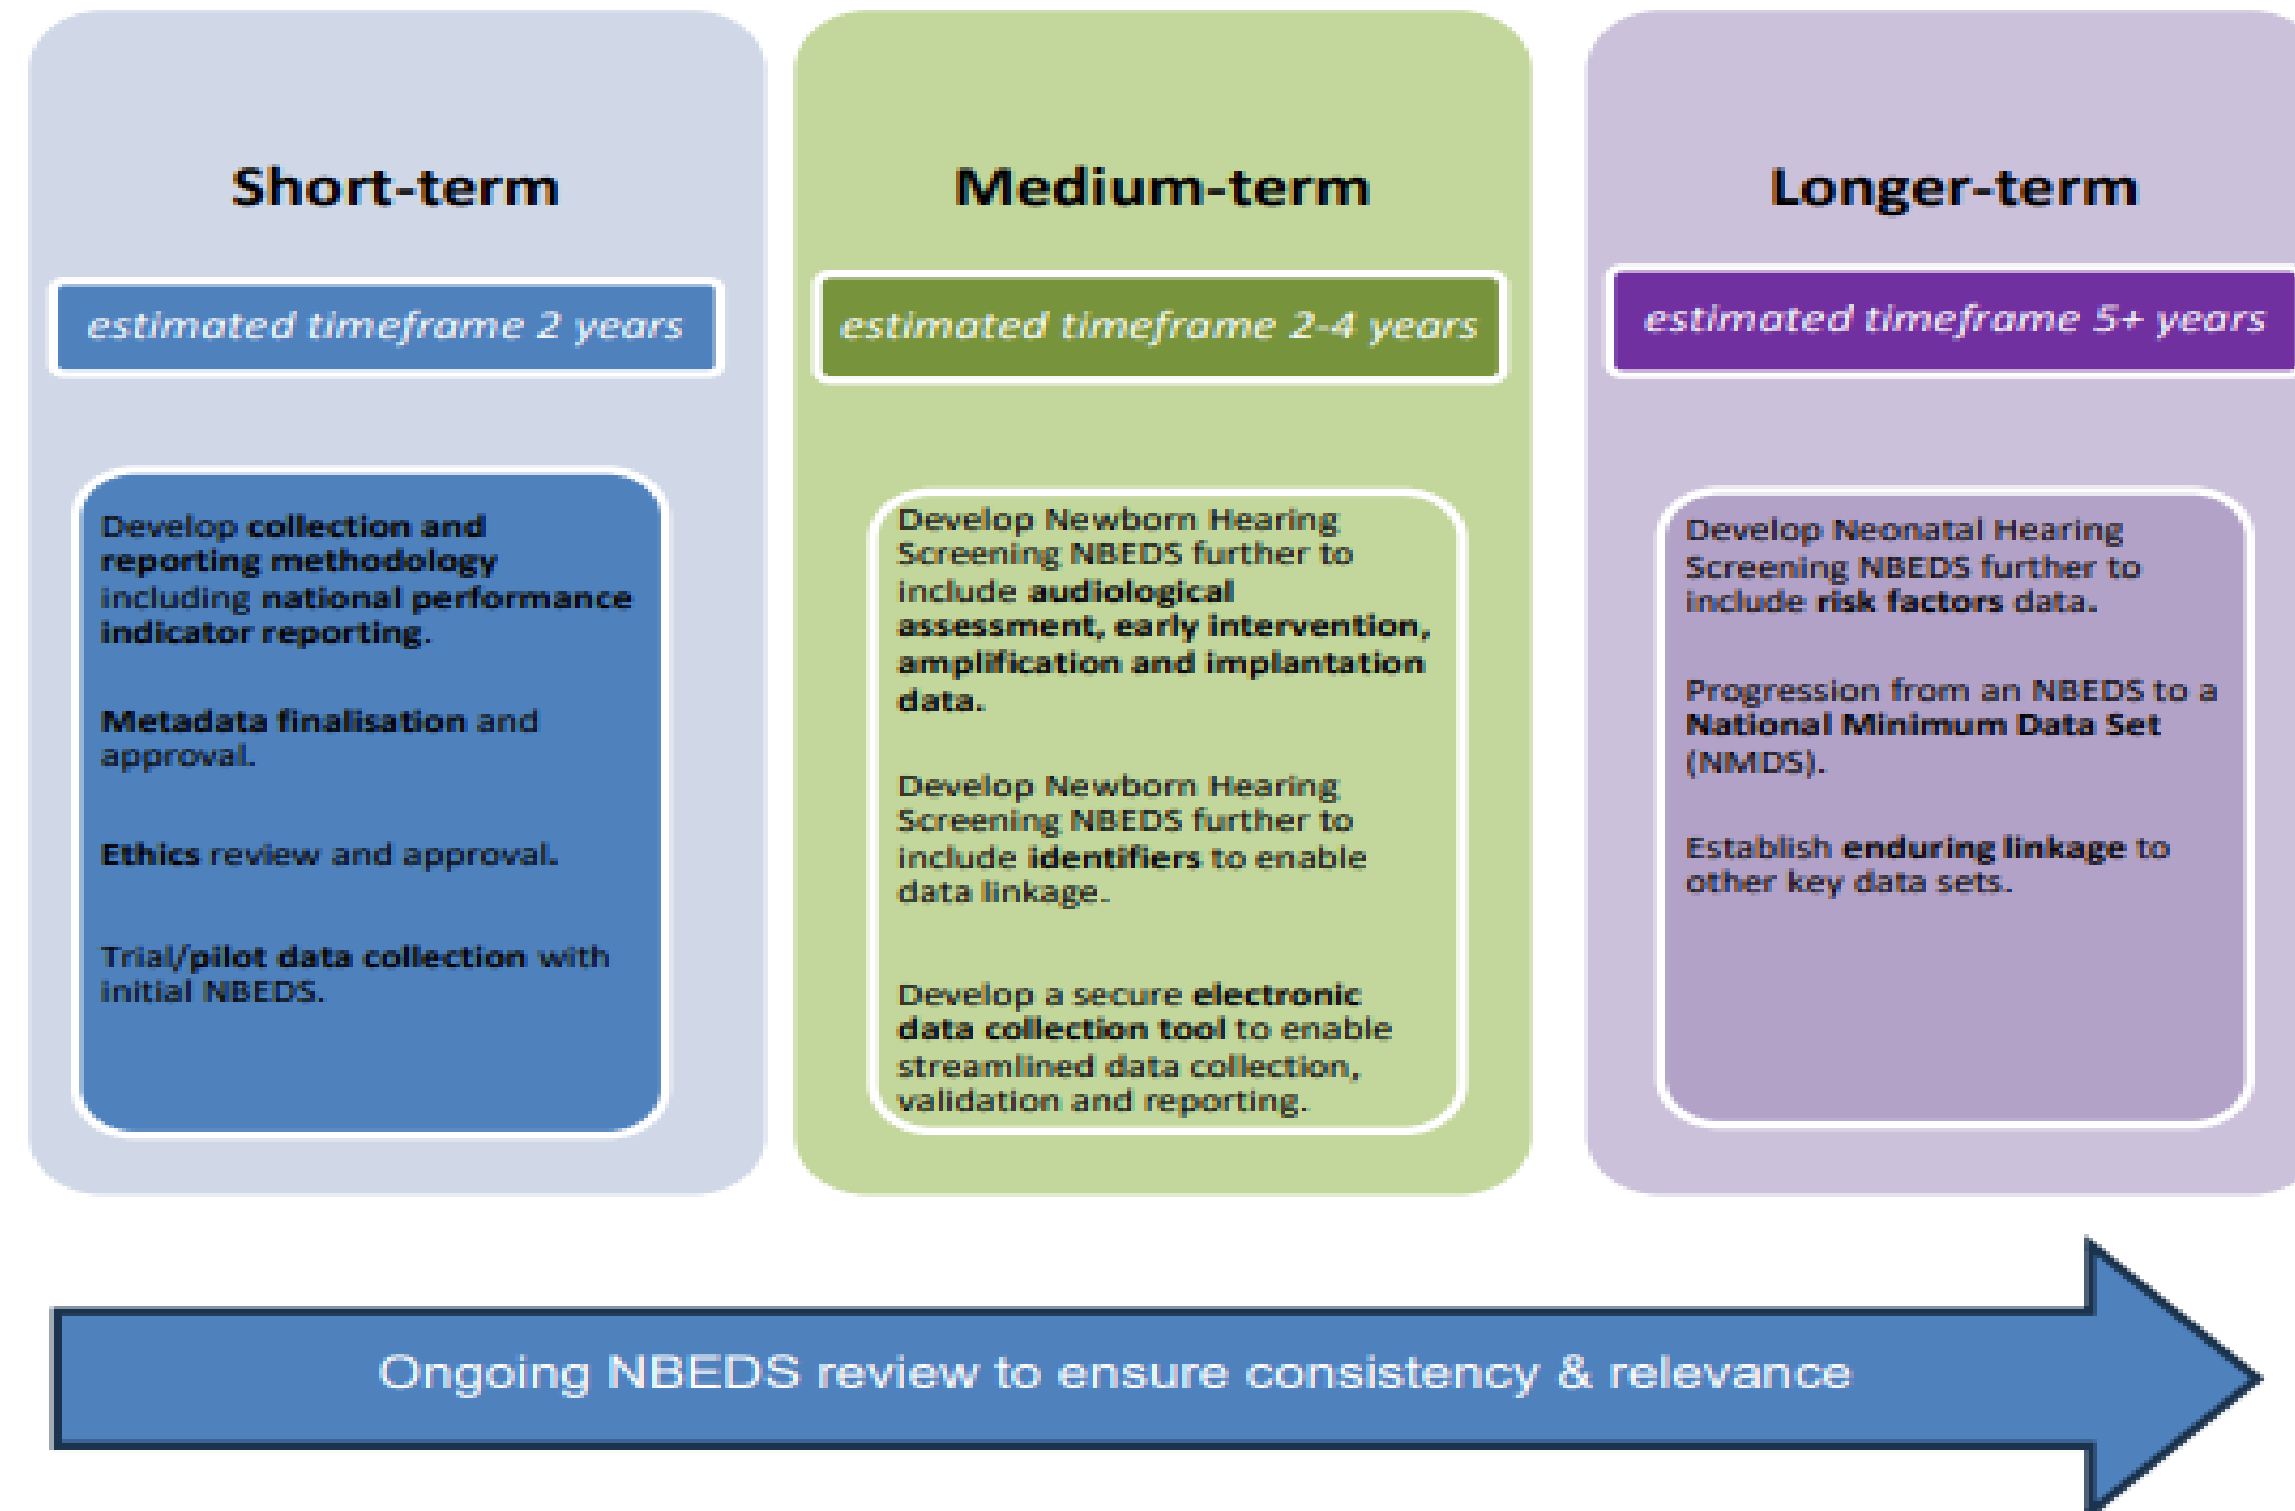 Short-term
estimated timeframe 2 years
Develop collection and
reporting methodology
including national performance
indicator reporting.
Metadata finalisation and
approval.
Ethics review and approval.
Trial/pilot data collection with
initial NBEDS.
Medium-term
estimated timeframe 2-4 years
Develop Newborn Hearing
Screening NBEDS further to
include audiological
assessment, early intervention,
amplification and implantation
data.
Develop Newborn Hearing
Screening NBEDS further to
include identifiers to enable
data linkage.
Develop a secure electronic
data collection tool to enable
streamlined data collection,
validation and reporting.
Longer-term
estimated timeframe 5+ years
Develop Neonatal Hearing
Screening NBEDS further to
include risk factors data.
Progression from an NBEDS to a
National Minimum Data Set
(NMDS).
Establish enduring linkage to
other key data sets.
Ongoing NBEDS review to ensure consistency & relevance